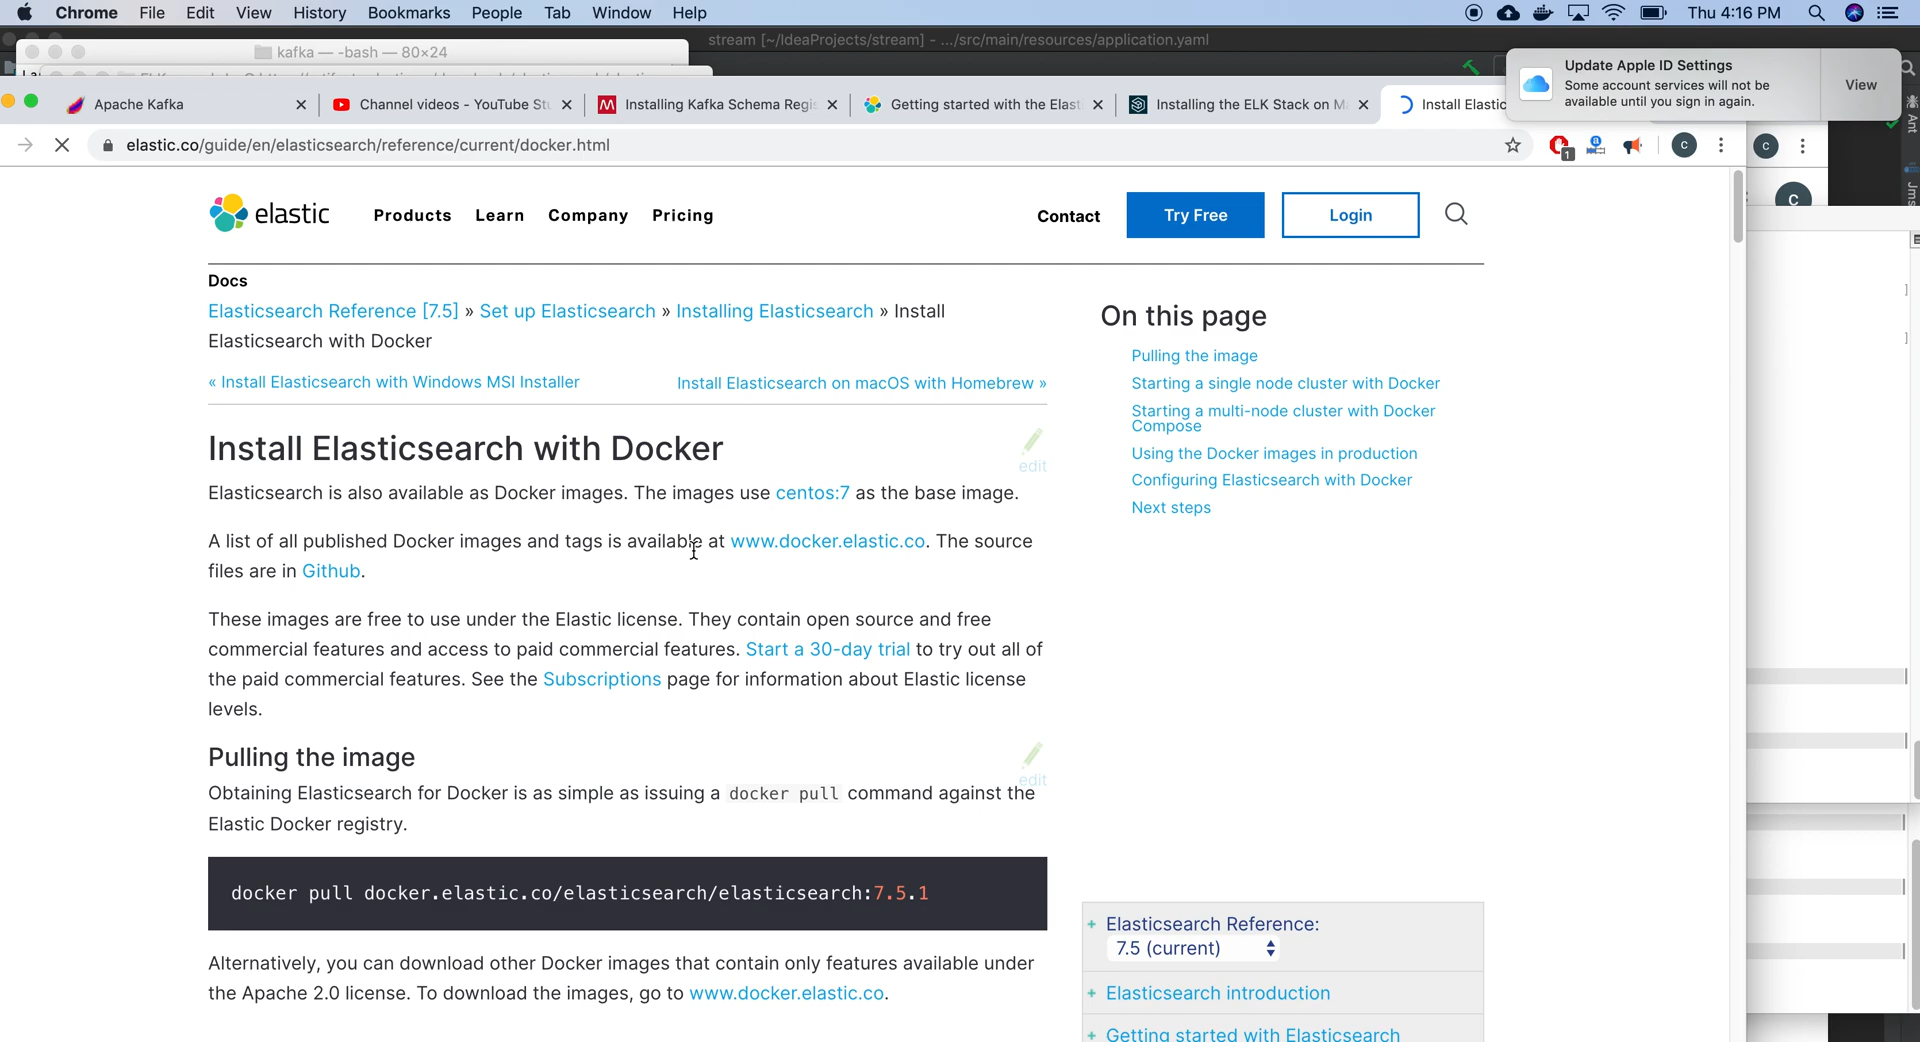 Chrome File Edit View History Bookmarks People Tab Window Help
Thu 4:16 PM
kafka — -bash — 80×24
stream [~/IdeaProjects/stream] - .../src/main/resources/application.yaml
Update Apple ID Settings
Some account services will not be
available until you sign in again.
View
Apache Kafka
Channel videos - YouTube Stu
Installing Kafka Schema Regis
Getting started with the Elast
Installing the ELK Stack on M
Install Elastic
Ant
elastic.co/guide/en/elasticsearch/reference/current/docker.html
1
C
C
C
Jms
elastic
Products Learn Company Pricing
Contact
Try Free
Login
Docs
Elasticsearch Reference [7.5] » Set up Elasticsearch » Installing Elasticsearch » Install
Elasticsearch with Docker
« Install Elasticsearch with Windows MSI Installer
Install Elasticsearch on macOS with Homebrew »
On this page
Pulling the image
Starting a single node cluster with Docker
Starting a multi-node cluster with Docker
Compose
Using the Docker images in production
Configuring Elasticsearch with Docker
Next steps
Install Elasticsearch with Docker
edit
Elasticsearch is also available as Docker images. The images use centos:7 as the base image.
A list of all published Docker images and tags is available at www.docker.elastic.co. The source
files are in Github.
These images are free to use under the Elastic license. They contain open source and free
commercial features and access to paid commercial features. Start a 30-day trial to try out all of
the paid commercial features. See the Subscriptions page for information about Elastic license
levels.
Pulling the image
edit
Obtaining Elasticsearch for Docker is as simple as issuing a docker pull command against the
Elastic Docker registry.
docker pull docker.elastic.co/elasticsearch/elasticsearch:7.5.1
Alternatively, you can download other Docker images that contain only features available under
the Apache 2.0 license. To download the images, go to www.docker.elastic.co.
+ Elasticsearch Reference:
7.5 (current)
+ Elasticsearch introduction
+ Getting started with Elasticsearch